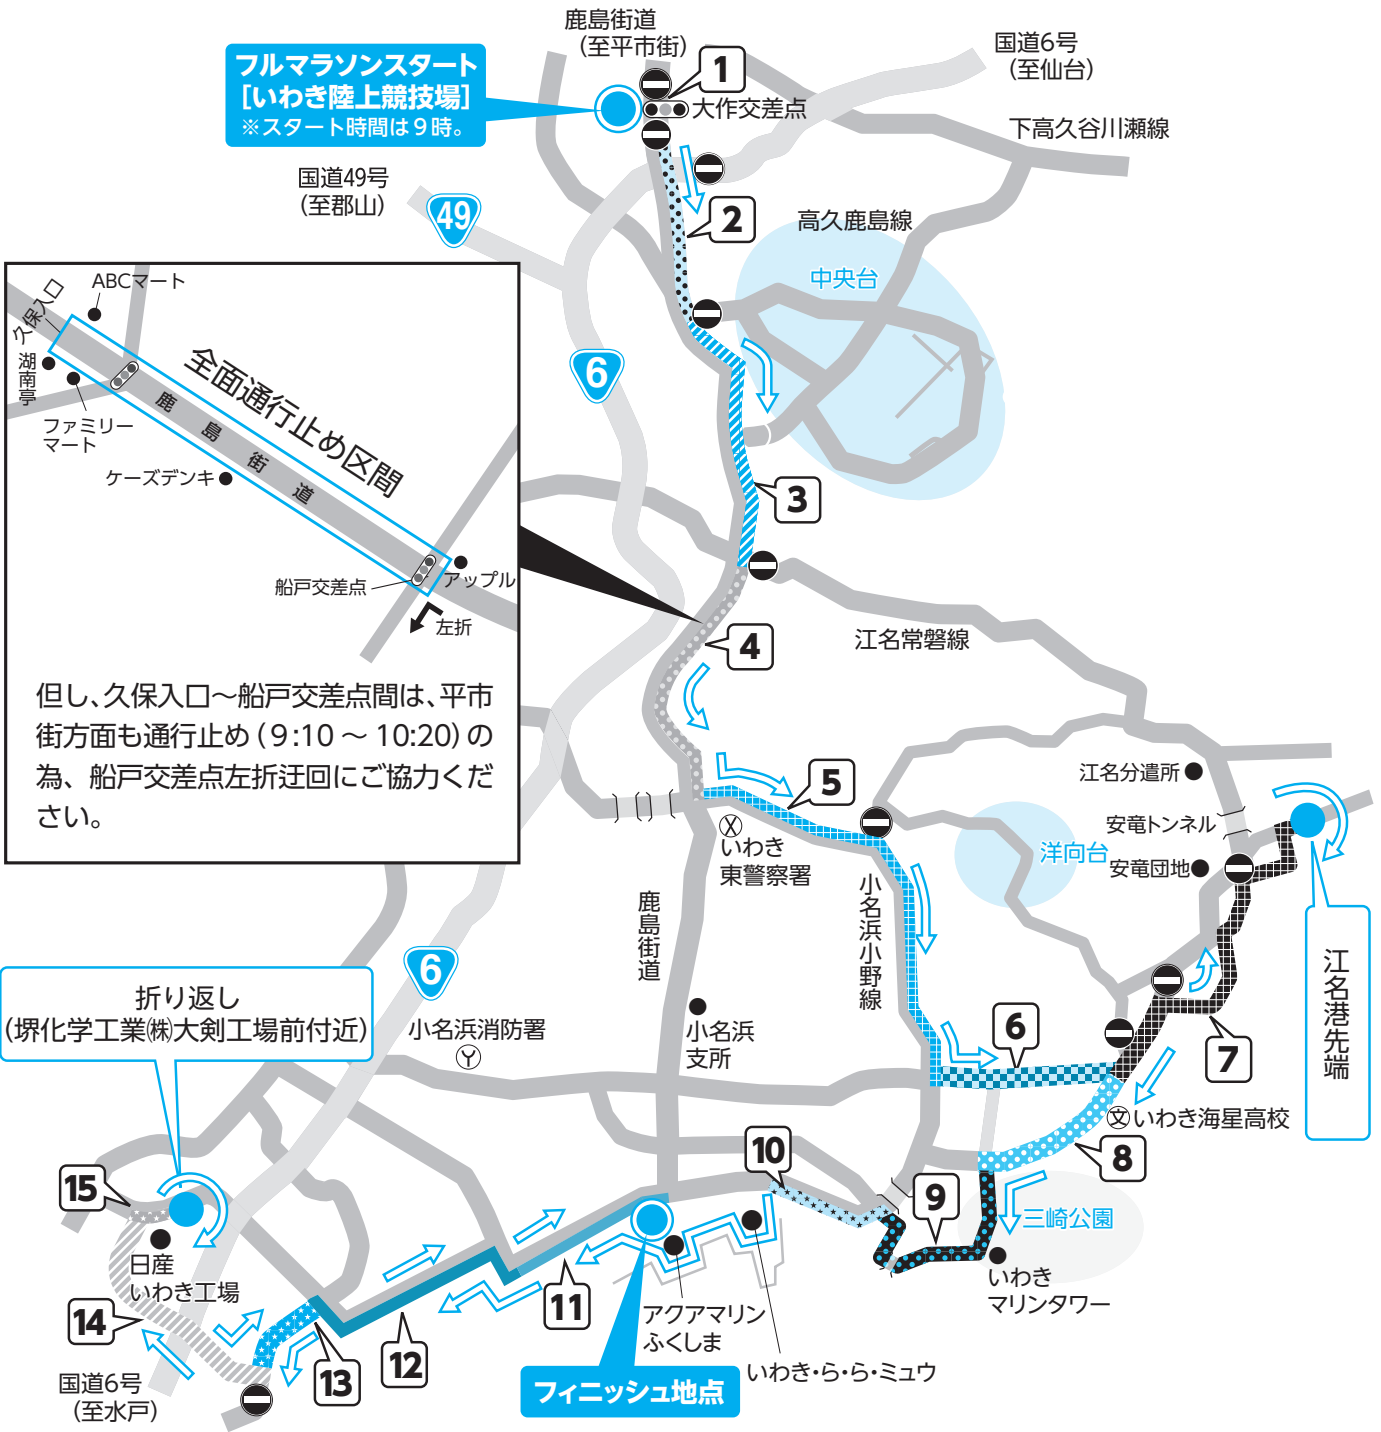 鹿島街道
（至平市街）
国道6号
（至仙台）
フルマラソンスタート
[いわき陸上競技場]
※スタート時間は９時。
1
大作交差点
下高久谷川瀬線
国道49号
（至郡山）
49
2
高久鹿島線
中央台
ABCマート
久保入口
湖南亭
ファミリー
マート
全面通行止め区間
鹿島街道
ケーズデンキ
船戸交差点
アップル
左折
但し、久保入口～船戸交差点間は、平市
街方面も通行止め（９:10 ～ 10:20）の
為、船戸交差点左折迂回にご協力くだ
さい。
6
3
4
江名常磐線
5
江名分遣所
安竜トンネル
洋向台
安竜団地
いわき
東警察署
小名浜小野線
鹿島街道
江名港先端
6
折り返し
(堺化学工業㈱大剣工場前付近)
小名浜消防署
小名浜
支所
6
7
文
いわき海星高校
8
10
9
15
三崎公園
日産
いわき工場
いわき
マリンタワー
14
11
アクアマリン
ふくしま
いわき・ら・ら・ミュウ
12
13
フィニッシュ地点
国道6号
（至水戸）